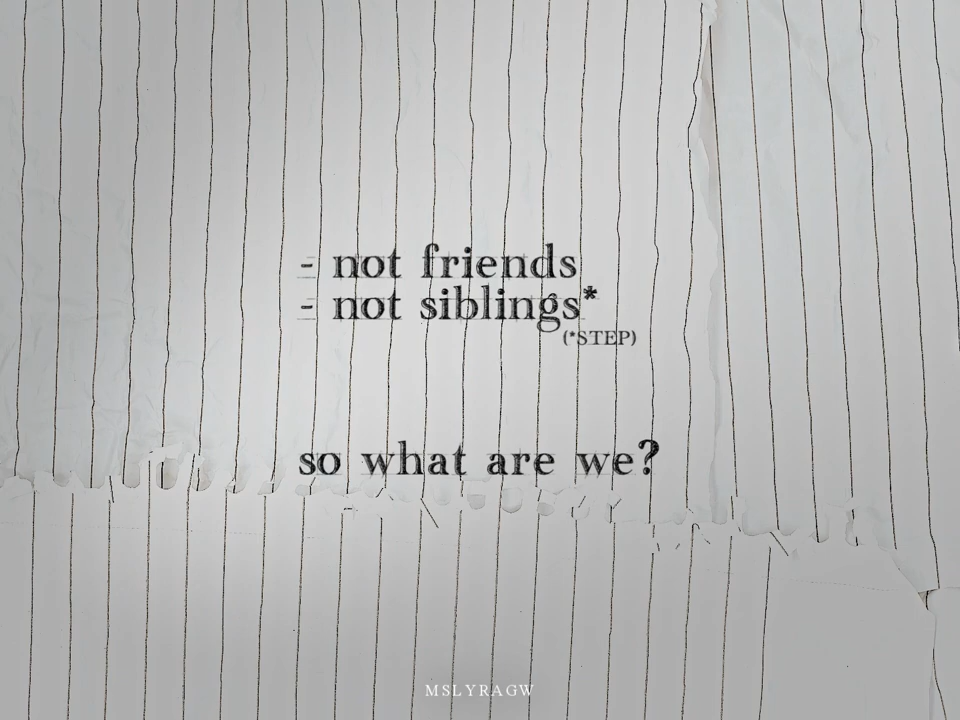 - not friends
- not siblings*
(*STEP)
so what are we?
MSLYRAGW